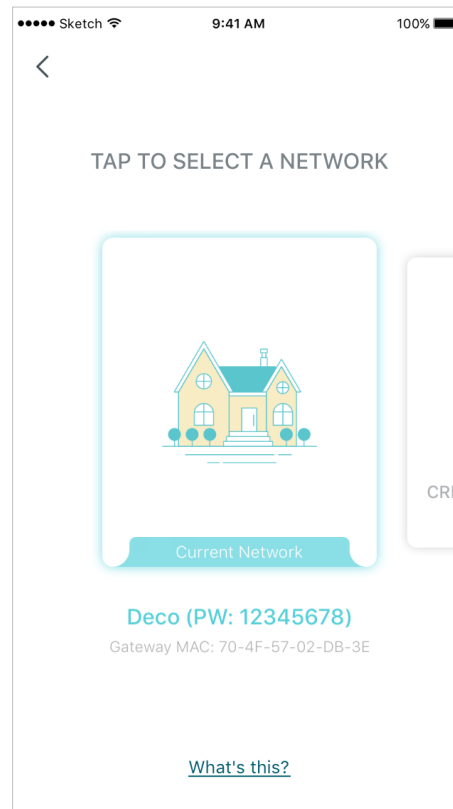 Sketch 9:41 AM 100%
TAP TO SELECT A NETWORK
CRE
Current Network
Deco (PW: 12345678)
Gateway MAC: 70-4F-57-02-DB-3E
What's this?